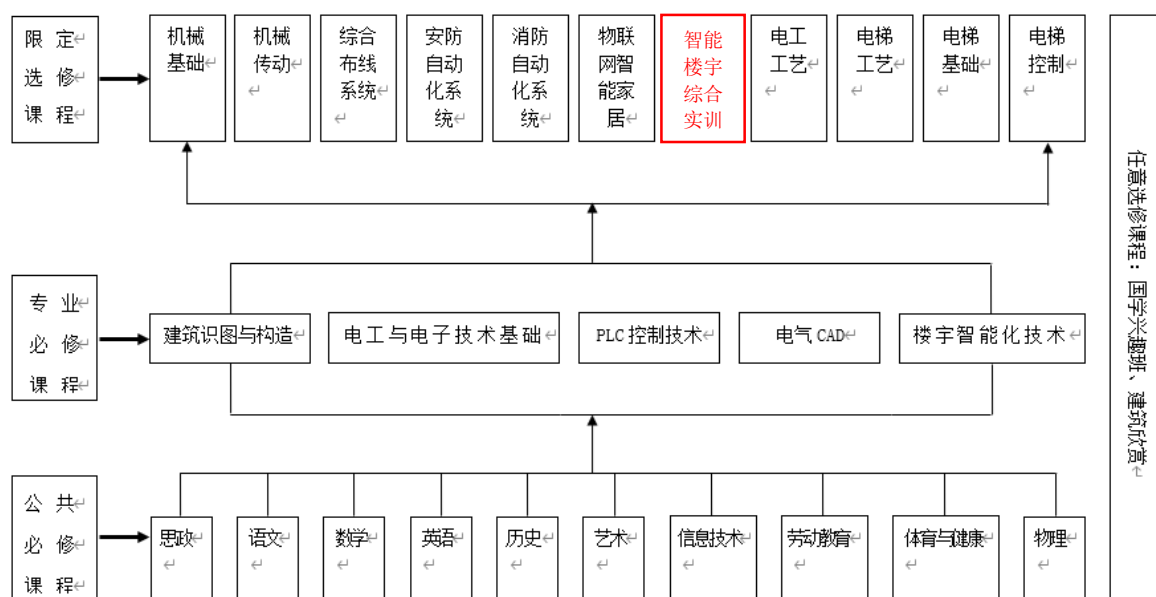 限 定
选 修
课 程
机械
基础
机械
传动
综合
布线
系统
安防
自动
化系
统
消防
自动
化系
统
物联
网智
能家
居
智能
楼宇
综合
实训
电工
工艺
电梯
工艺
电梯
基础
电梯
控制
任意选修课程：国学兴趣班、建筑欣赏
专 业
必 修
课 程
建筑识图与构造
电工与电子技术基础
PLC 控制技术
电气 CAD
楼宇智能化技术
公 共
必 修
课 程
思政
语文
数学
英语
历史
艺术
信息技术
劳动教育
体育与健康
物理